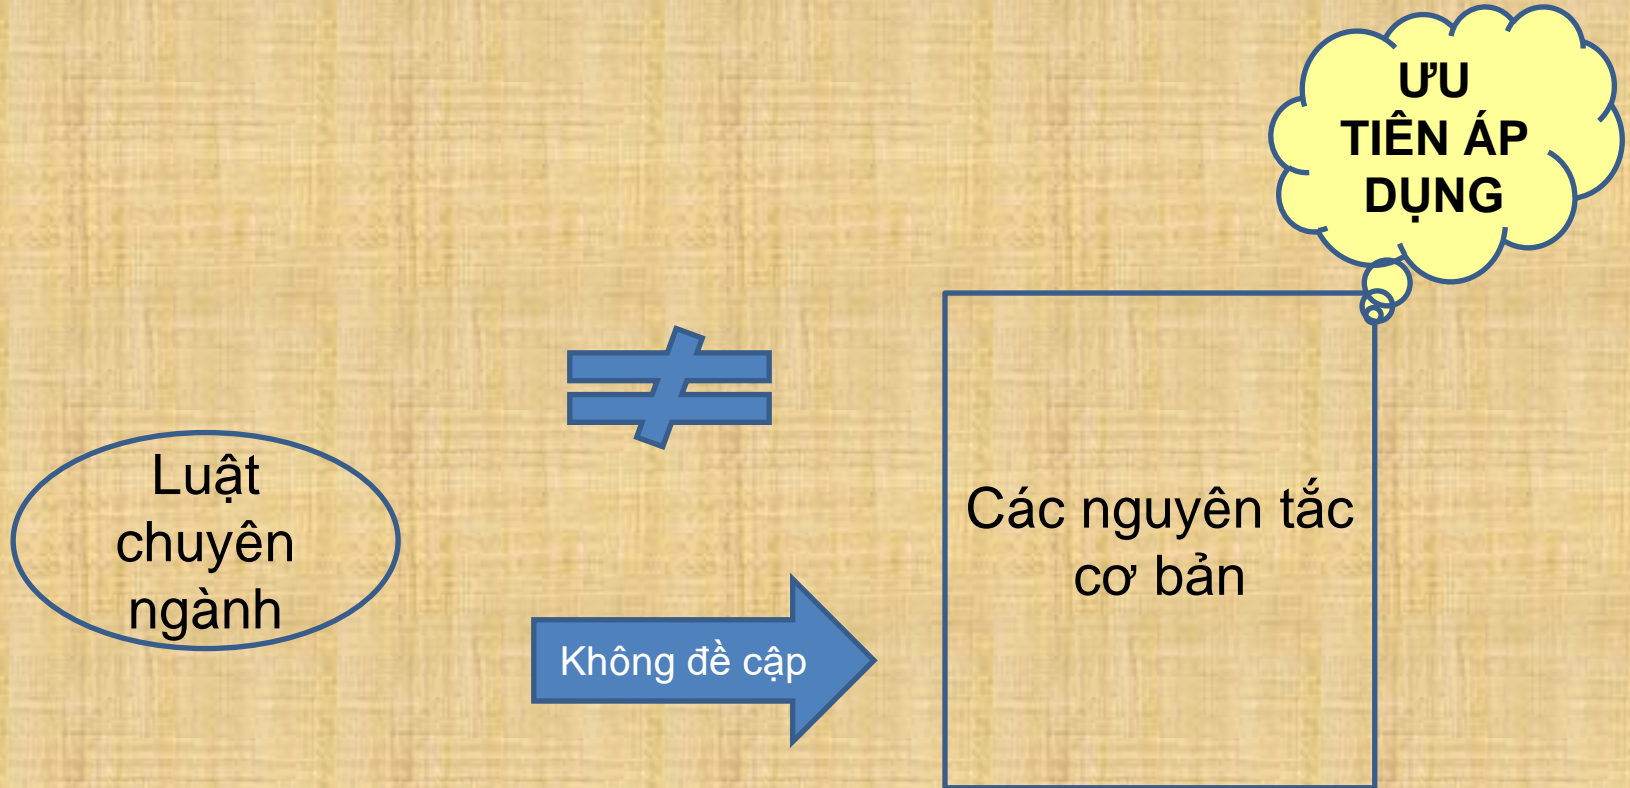 ƯU
TIÊN ÁP
DỤNG
Luật
chuyên
ngành
Các nguyên tắc
cơ bản
Không đề cập